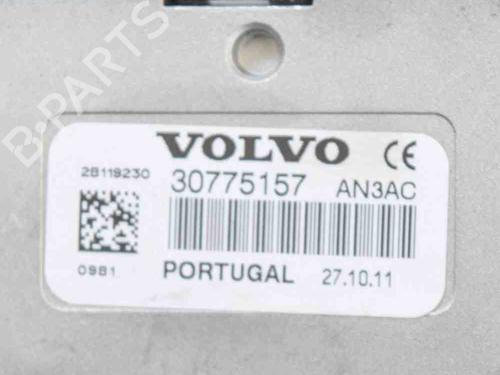 B-PARTS
VOLVO CE
28119230 30775157 AN3AC
0981 PORTUGAL 27.10.11